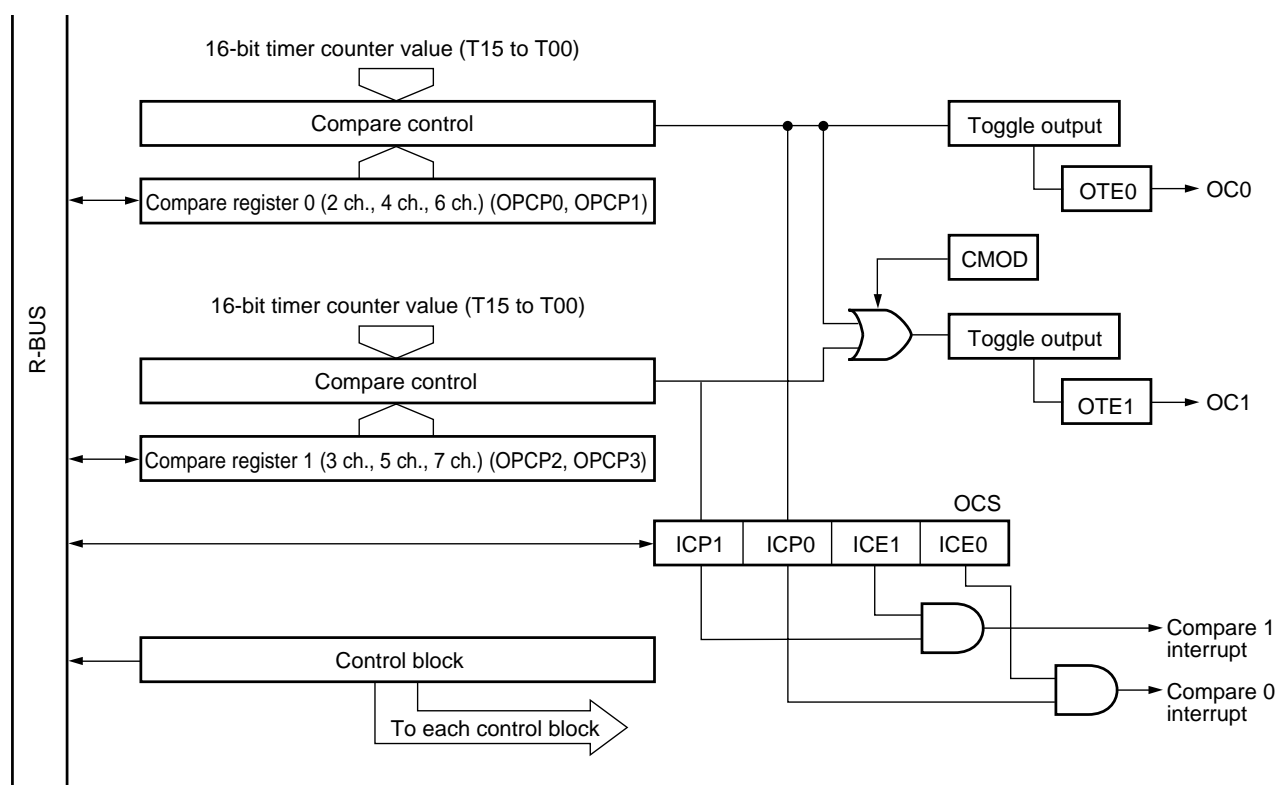 16-bit timer counter value (T15 to T00)
Compare control
Toggle output
Compare register 0 (2 ch., 4 ch., 6 ch.) (OPCP0, OPCP1)
OTE0
OC0
CMOD
R-BUS
16-bit timer counter value (T15 to T00)
Toggle output
Compare control
OTE1
OC1
Compare register 1 (3 ch., 5 ch., 7 ch.) (OPCP2, OPCP3)
OCS
ICP1
ICP0
ICE1
ICE0
Compare 1
interrupt
Control block
Compare 0
interrupt
To each control block